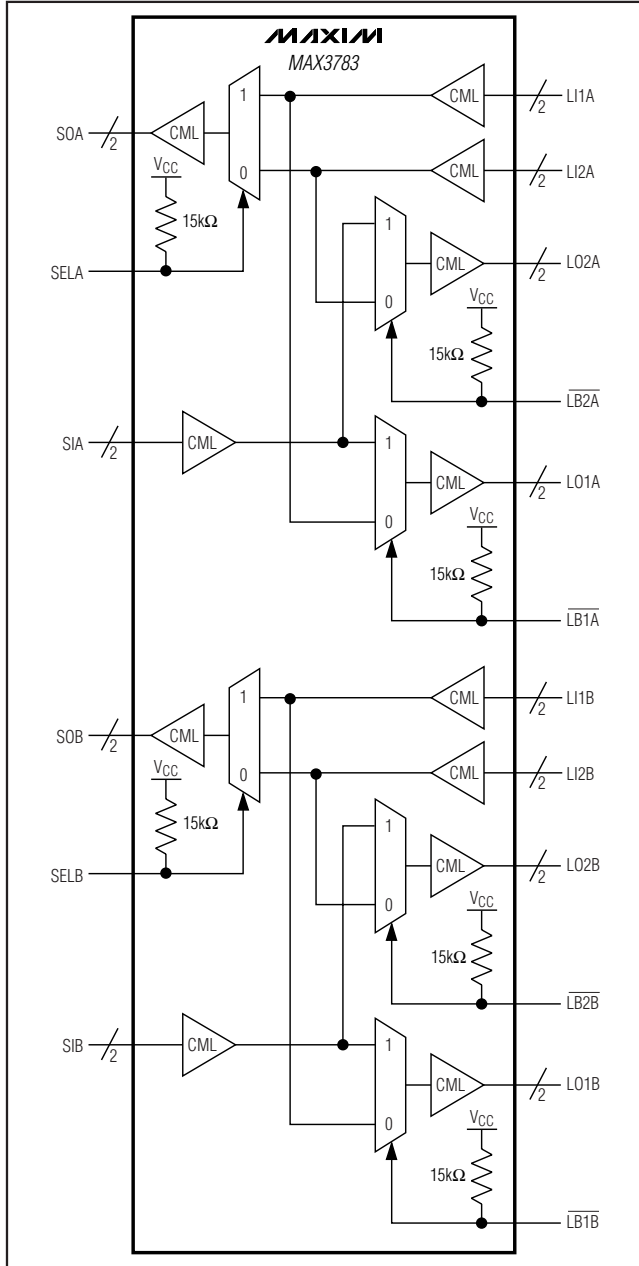 MAXIM
MAX3783
SOA
2
CML
1
0
CML
2
LI1A
VCC
15kΩ
CML
2
LI2A
SELA
1
0
CML
2
LO2A
VCC
15kΩ
LB2A
SIA
2
CML
1
0
CML
2
LO1A
VCC
15kΩ
LB1A
SOB
2
CML
1
0
CML
2
LI1B
VCC
15kΩ
CML
2
LI2B
SELB
1
0
CML
2
LO2B
VCC
15kΩ
LB2B
SIB
2
CML
1
0
CML
2
LO1B
VCC
15kΩ
LB1B